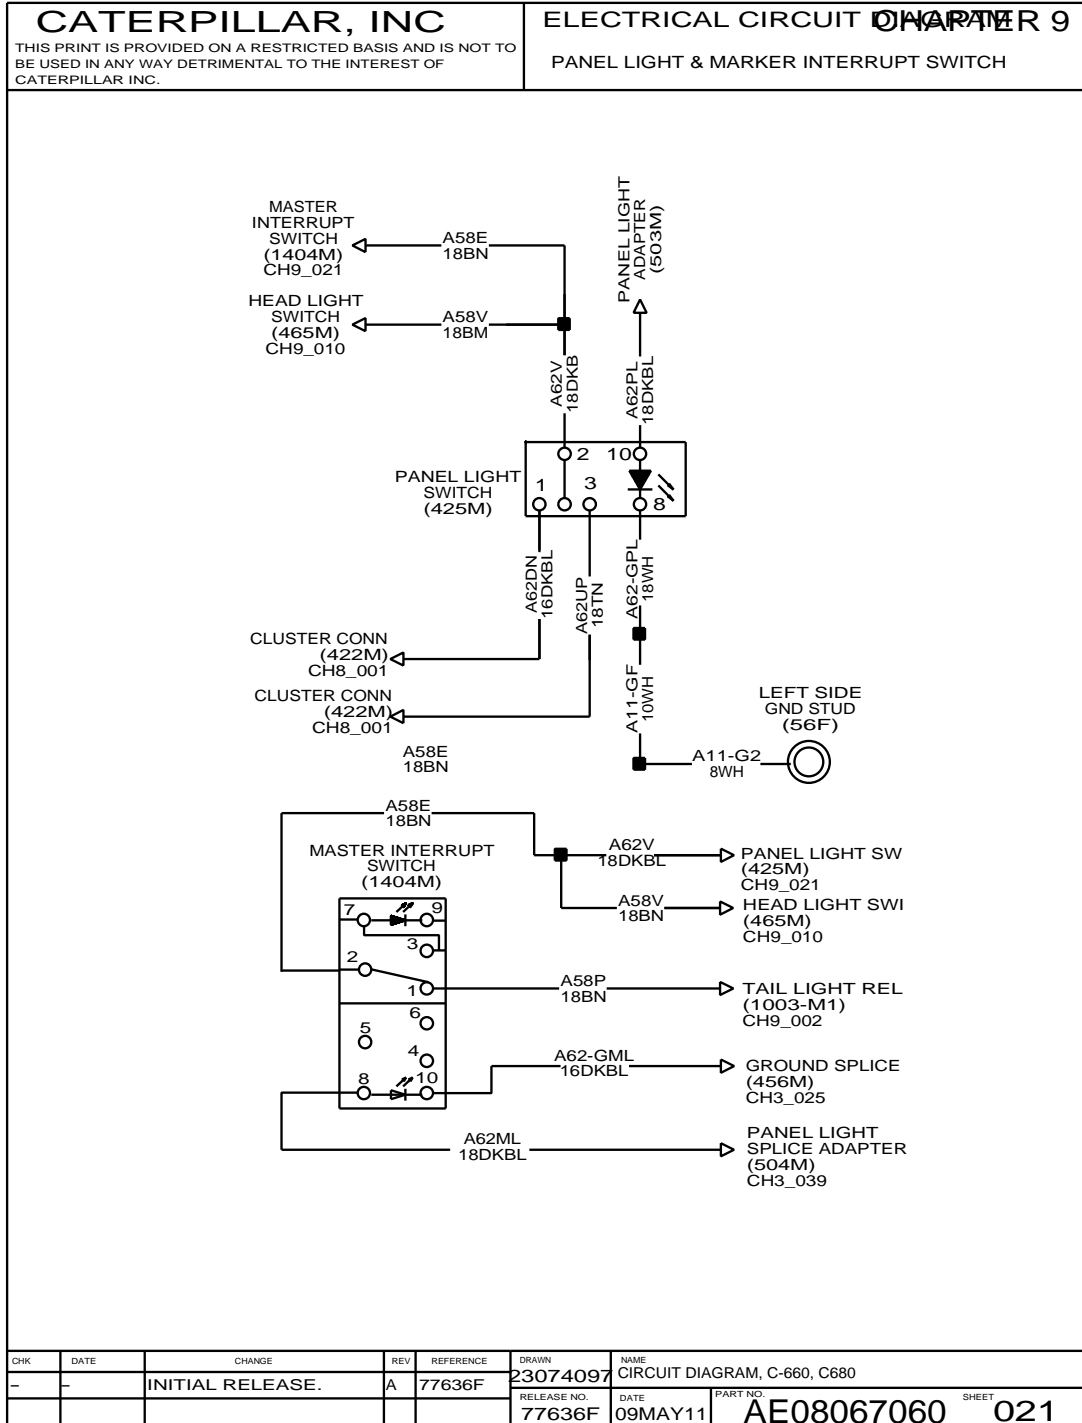 CATERPILLAR, INC
THIS PRINT IS PROVIDED ON A RESTRICTED BASIS AND IS NOT TO
BE USED IN ANY WAY DETRIMENTAL TO THE INTEREST OF
CATERPILLAR INC.
ELECTRICAL CIRCUIT DIAGRAM
CHAPTER 9
PANEL LIGHT & MARKER INTERRUPT SWITCH
MASTER
INTERRUPT
SWITCH
(1404M)
CH9_021
A58E
18BN
HEAD LIGHT
SWITCH
(465M)
CH9_010
A58V
18BM
PANEL LIGHT
ADAPTER
(503M)
A62V
18DKB
A62PL
18DKBL
PANEL LIGHT
SWITCH
(425M)
2
10
1
3
8
A62DN
16DKBL
A62UP
18TN
A62-GPL
18WH
CLUSTER CONN
(422M)
CH8_001
CLUSTER CONN
(422M)
CH8_001
A11-GF
10WH
LEFT SIDE
GND STUD
(56F)
A11-G2
8WH
A58E
18BN
A58E
18BN
MASTER INTERRUPT
SWITCH
(1404M)
A62V
18DKBL
PANEL LIGHT SW
(425M)
CH9_021
A58V
18BN
HEAD LIGHT SWI
(465M)
CH9_010
7
9
3
2
1
A58P
18BN
TAIL LIGHT REL
(1003-M1)
CH9_002
6
5
4
8
10
A62-GML
16DKBL
GROUND SPLICE
(456M)
CH3_025
A62ML
18DKBL
PANEL LIGHT
SPLICE ADAPTER
(504M)
CH3_039
CHK DATE CHANGE REV REFERENCE
– – INITIAL RELEASE. A 77636F
DRAWN
23074097
NAME
CIRCUIT DIAGRAM, C-660, C680
RELEASE NO.
77636F
DATE
09MAY11
PART NO.
AE08067060
SHEET
021